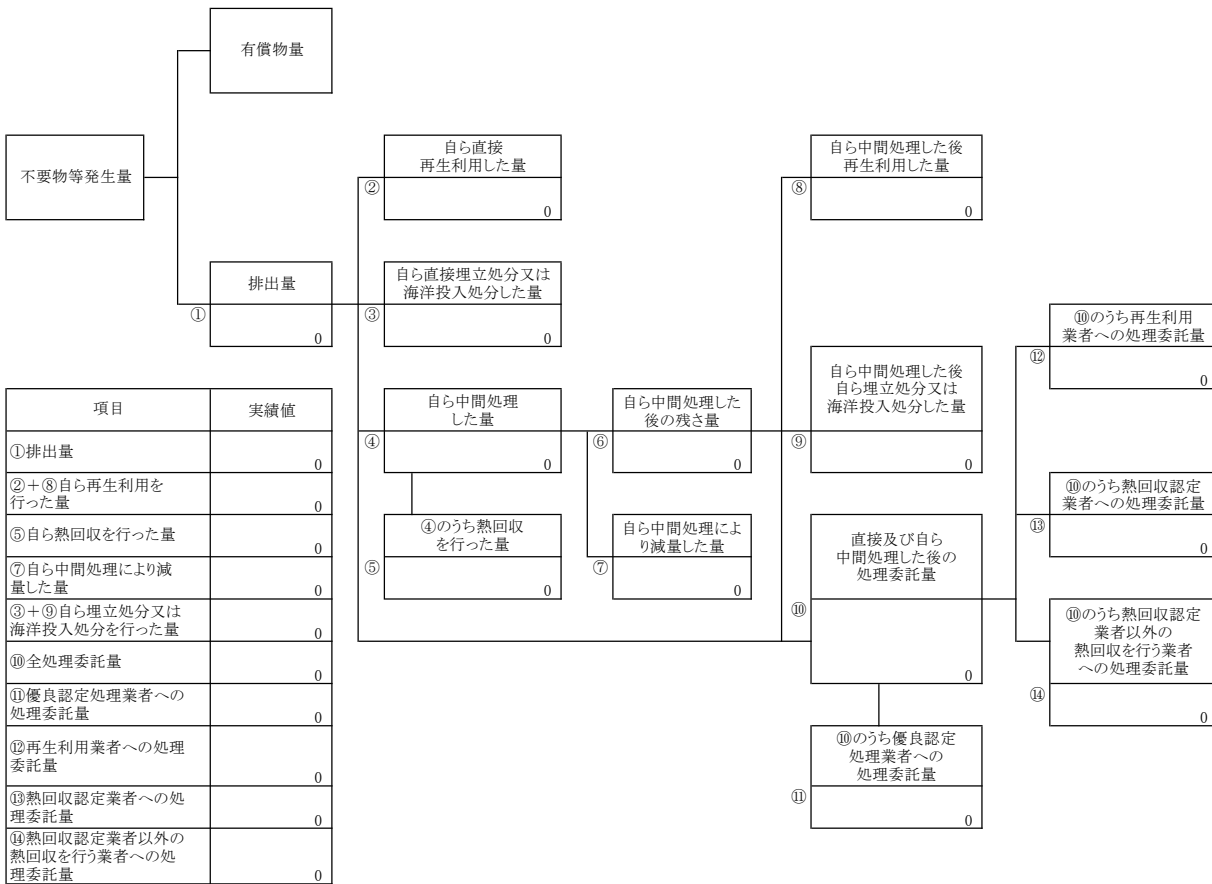 有償物量
不要物等発生量
自ら直接
再生利用した量
②
0
自ら中間処理した後
再生利用した量
⑧
0
排出量
①
0
自ら直接埋立処分又は
海洋投入処分した量
③
0
⑩のうち再生利用
業者への処理委託量
⑫
0
自ら中間処理
した量
④
0
自ら中間処理した
後の残さ量
⑥
0
自ら中間処理した後
自ら埋立処分又は
海洋投入処分した量
⑨
0
⑩のうち熱回収認定
業者への処理委託量
⑬
0
④のうち熱回収
を行った量
⑤
0
自ら中間処理によ
り減量した量
⑦
0
直接及び自ら
中間処理した後の
処理委託量
⑩
0
⑩のうち熱回収認定
業者以外の
熱回収を行う業者
への処理委託量
⑭
0
⑩のうち優良認定
処理業者への
処理委託量
⑪
0
項目 実績値
①排出量 0
②＋⑧自ら再生利用を
行った量 0
⑤自ら熱回収を行った量 0
⑦自ら中間処理により減
量した量 0
③＋⑨自ら埋立処分又は
海洋投入処分を行った量 0
⑩全処理委託量 0
⑪優良認定処理業者への
処理委託量 0
⑫再生利用業者への処理
委託量 0
⑬熱回収認定業者への処
理委託量 0
⑭熱回収認定業者以外の
熱回収を行う業者への処
理委託量 0